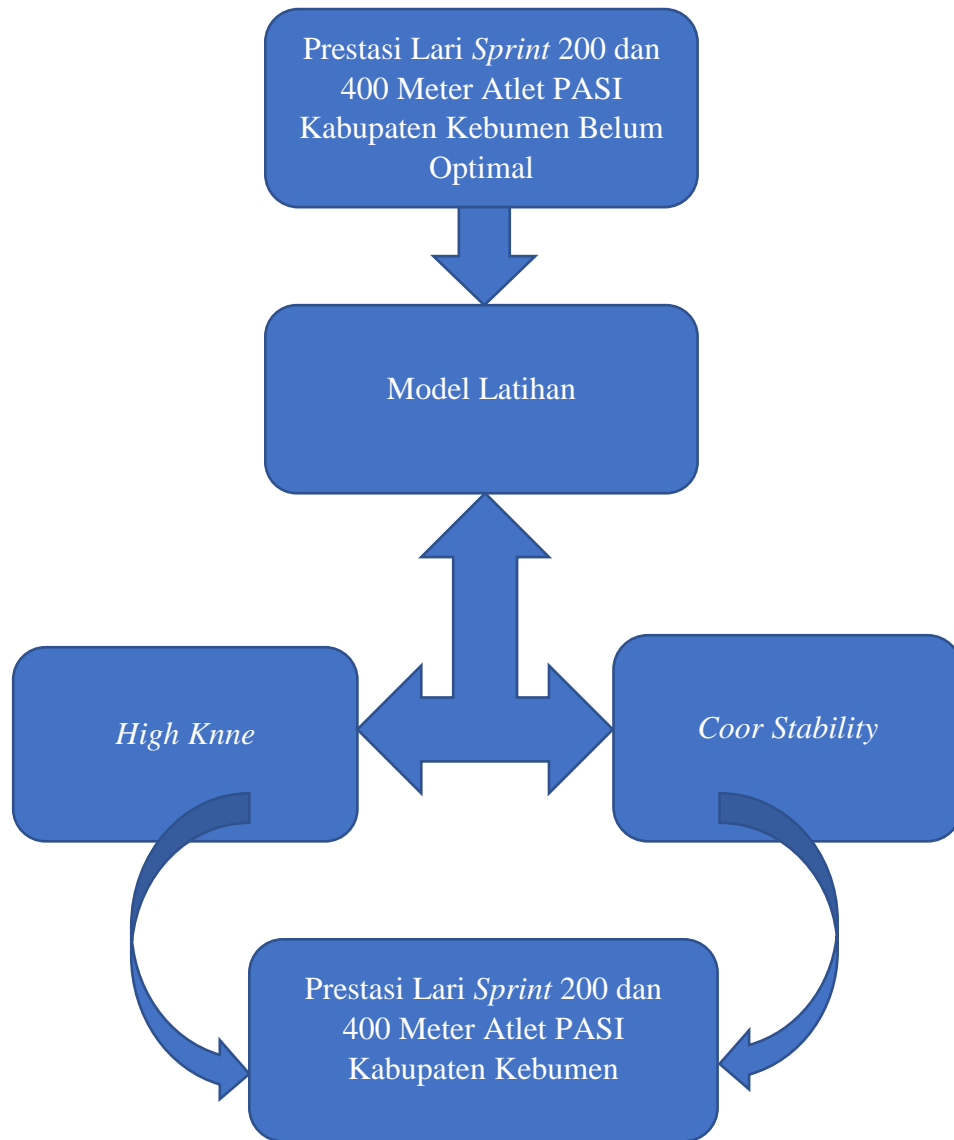 Prestasi Lari Sprint 200 dan
400 Meter Atlet PASI
Kabupaten Kebumen Belum
Optimal
Model Latihan
High Knne
Coor Stability
Prestasi Lari Sprint 200 dan
400 Meter Atlet PASI
Kabupaten Kebumen